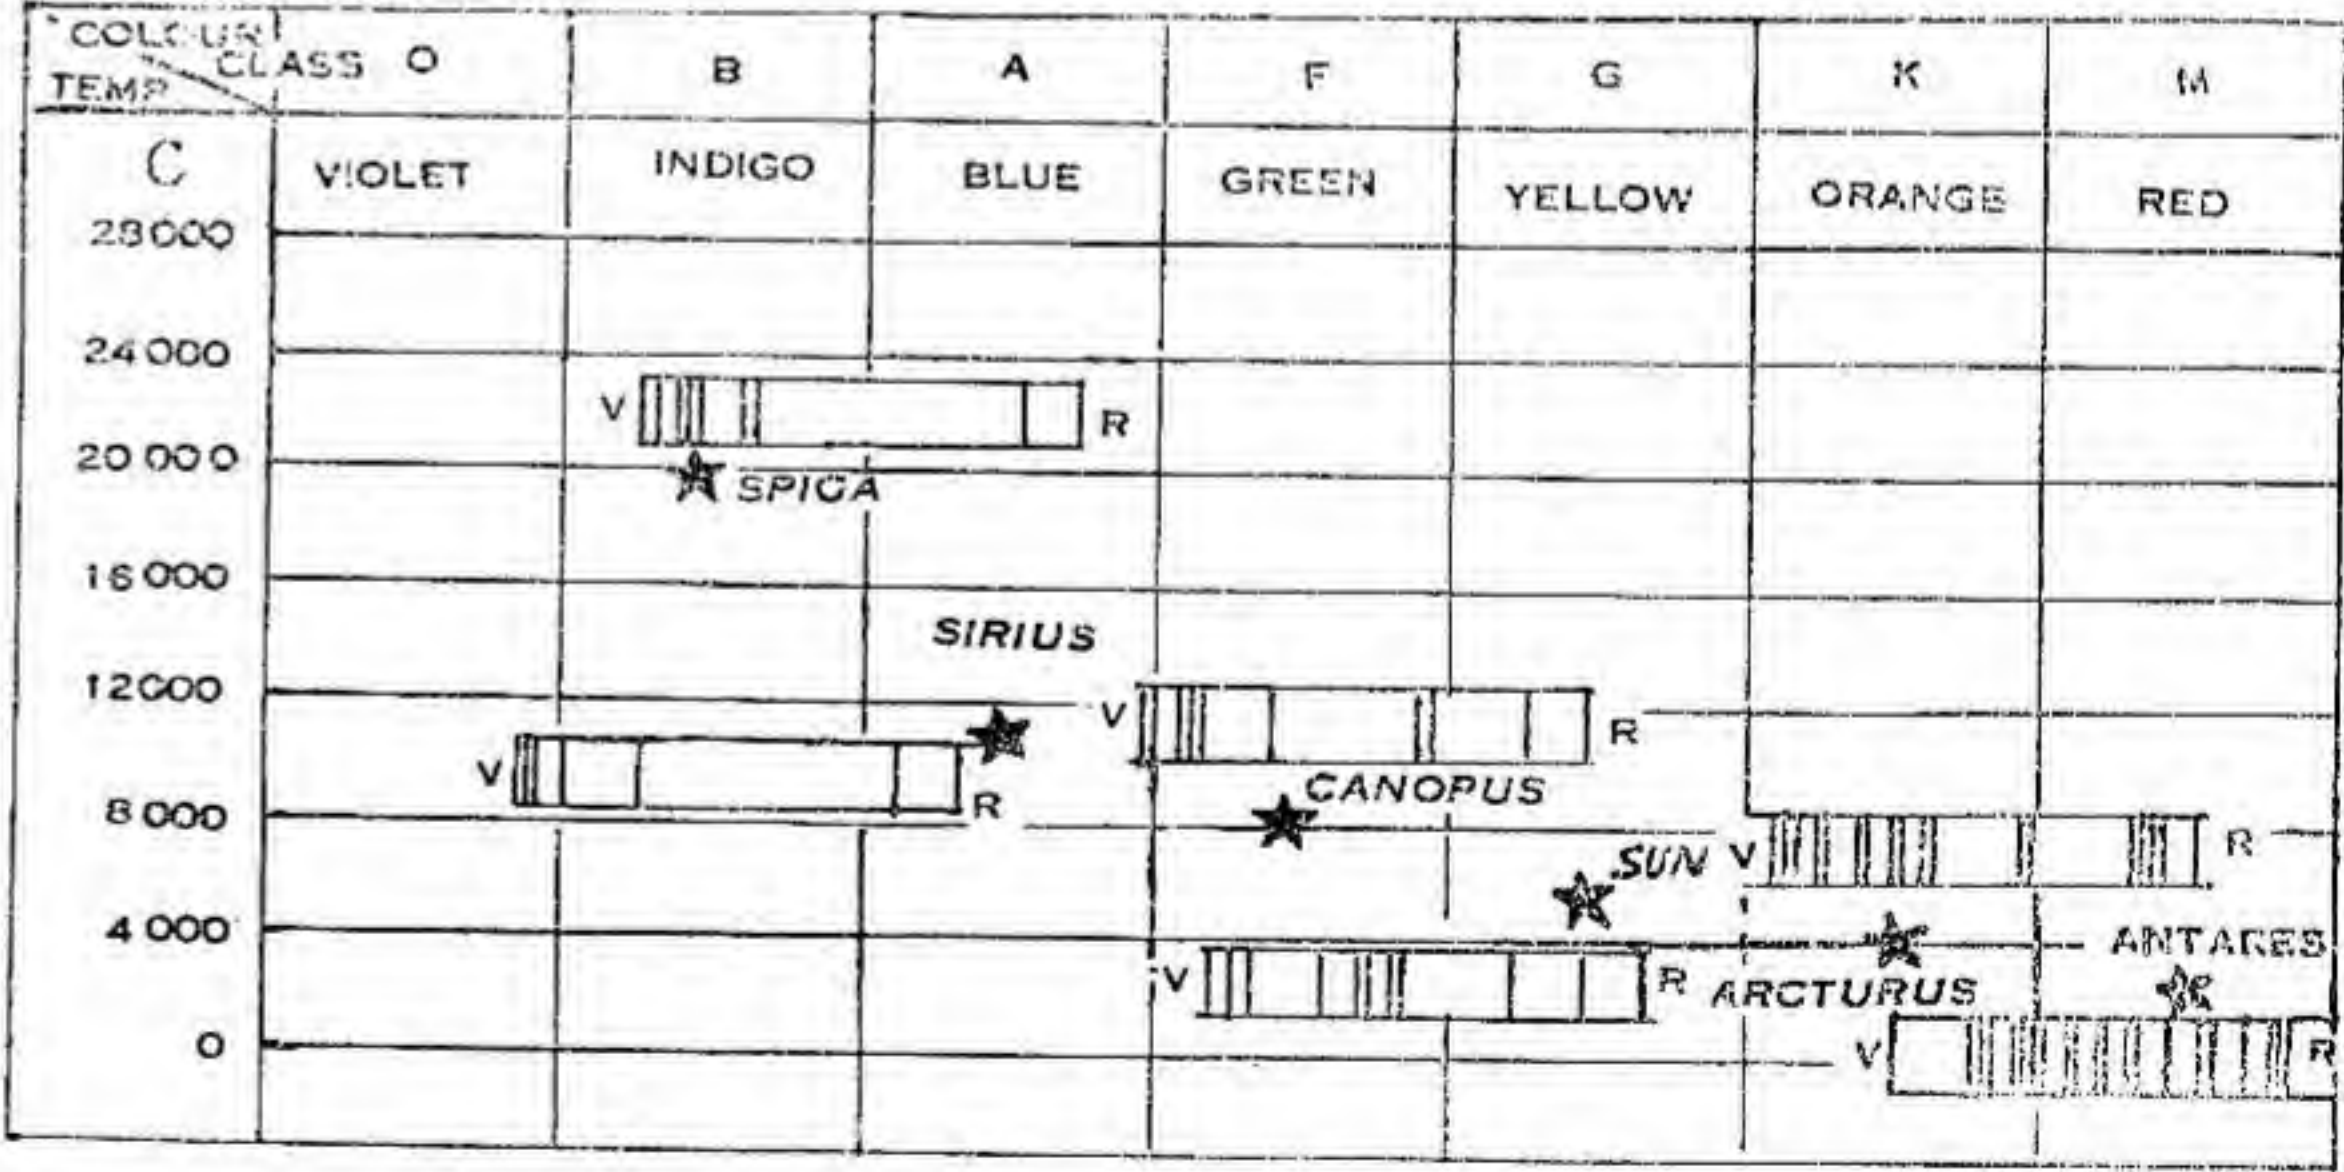 COLOUR
CLASS O B A F G K M
TEMP
C VIOLET INDIGO BLUE GREEN YELLOW ORANGE RED
28000
24000
V R
20000
SPICA
16000
SIRIUS
12000
V R
V R
CANOPUS
8000
SUN V R
4000
ANTARES
V R ARCTURUS
0
V R